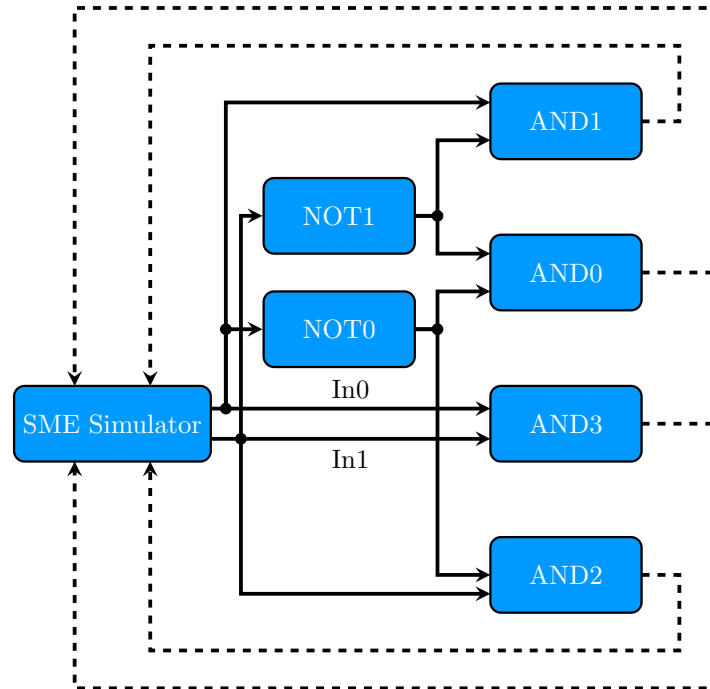 AND1
NOT1
AND0
NOT0
In0
SME Simulator
AND3
In1
AND2